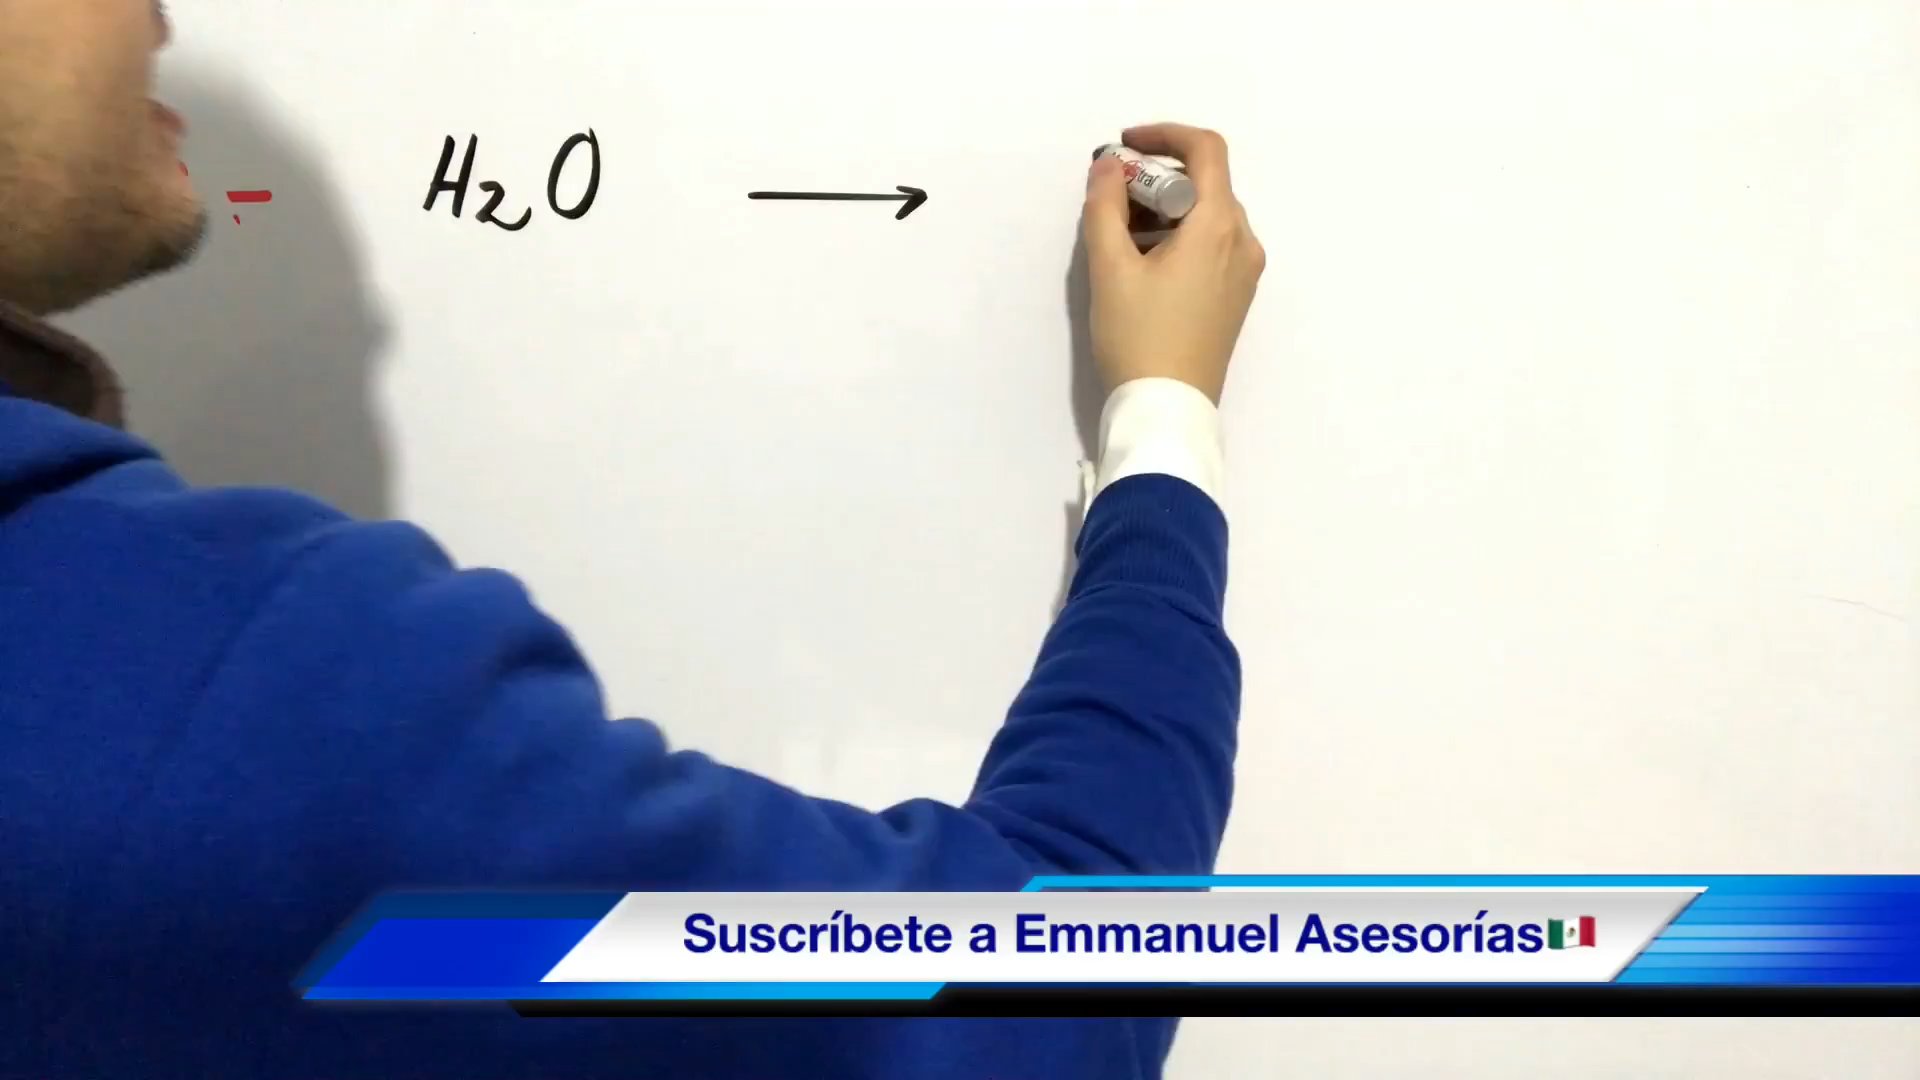 H₂O →
Suscríbete a Emmanuel Asesorías🇲🇽